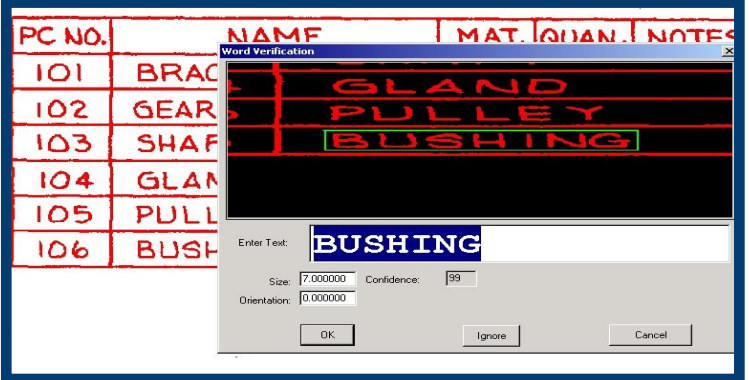 PC NO. NAME MAT. QUAN. NOTES
101 BRAC
102 GEAR
103 SHAF
104 GLAN
105 PULL
106 BUSH
Word Verification
GLAND
PULLEY
BUSHING
Enter Text: BUSHING
Size: 7.000000 Confidence: 99
Orientation: 0.000000
OK Ignore Cancel